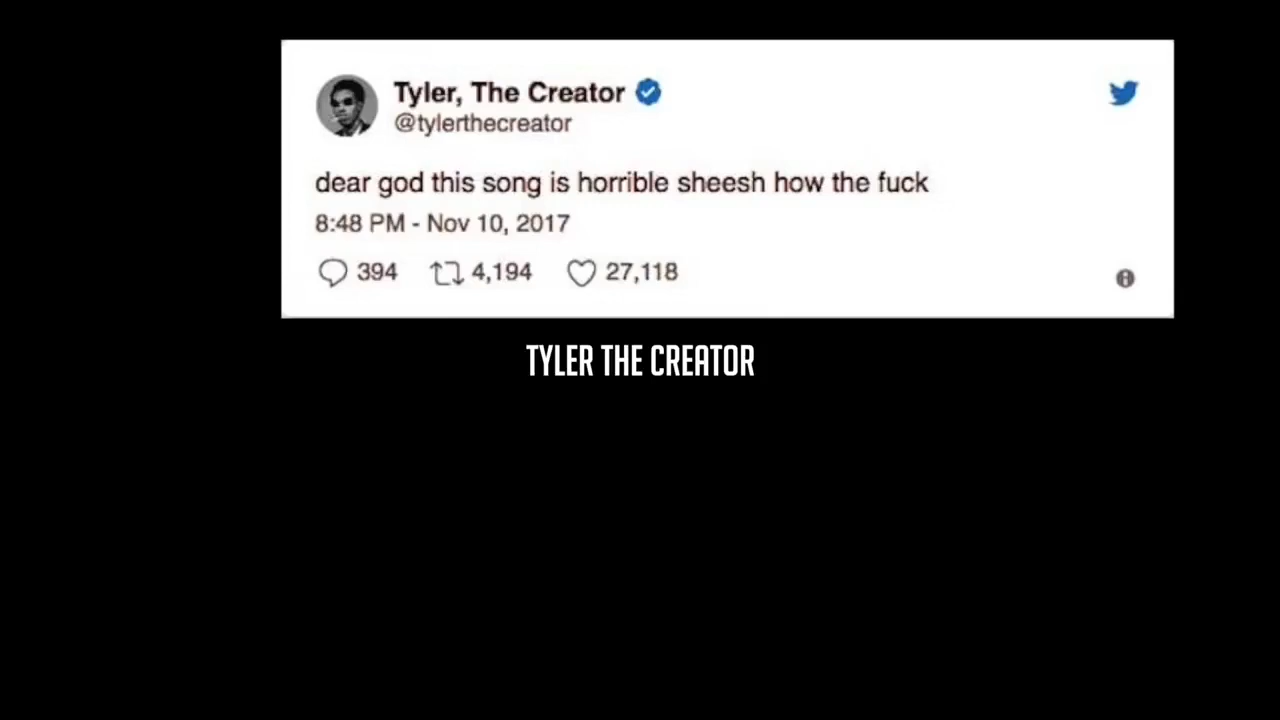 Tyler, The Creator
@tylerthecreator
dear god this song is horrible sheesh how the fuck
8:48 PM - Nov 10, 2017
394 4,194 27,118
TYLER THE CREATOR